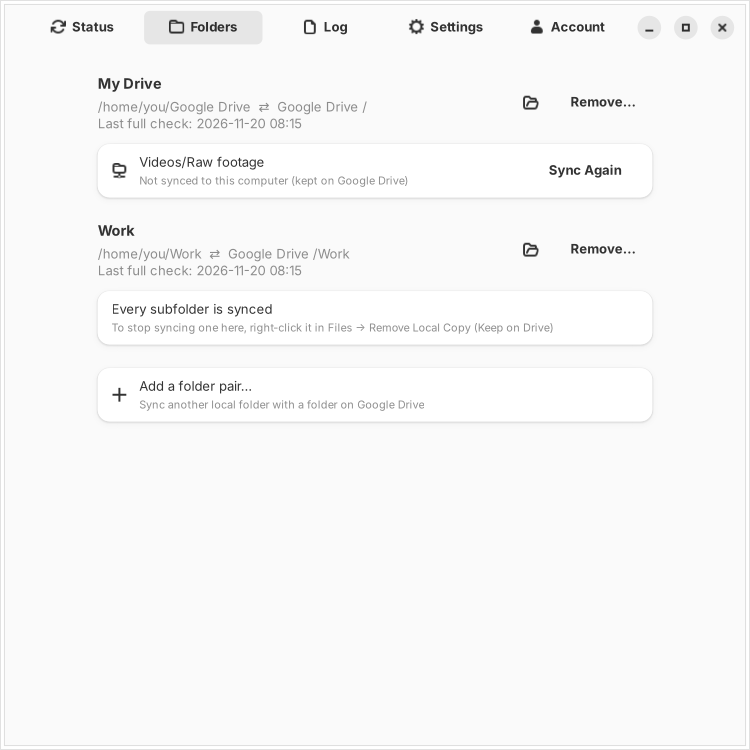 Status
Folders
Log
Settings
Account
My Drive
/home/you/Google Drive ⇄ Google Drive /
Last full check: 2026-11-20 08:15
Remove...
Videos/Raw footage
Not synced to this computer (kept on Google Drive)
Sync Again
Work
/home/you/Work ⇄ Google Drive /Work
Last full check: 2026-11-20 08:15
Remove...
Every subfolder is synced
To stop syncing one here, right-click it in Files → Remove Local Copy (Keep on Drive)
Add a folder pair...
Sync another local folder with a folder on Google Drive